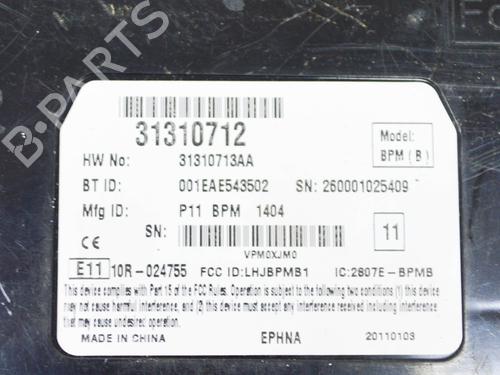 B-PARTS
31310712
Model:
BPM (B)
HW No: 31310713AA
BT ID: 001EAE543502 SN: 260001025409
Mfg ID: P11 BPM 1404
SN:
11
VPM0XJM0
E11 10R-024755 FCC ID:LHJBPMB1 IC:2807E-BPMB
This device complies with Part 15 of the FCC Rules. Operation is subject to the following two conditions (1) this device
may not cause harmful interference, and (2) this device must accept any interference received including interference
that may cause undesired operation.
MADE IN CHINA EPHNA 20110103